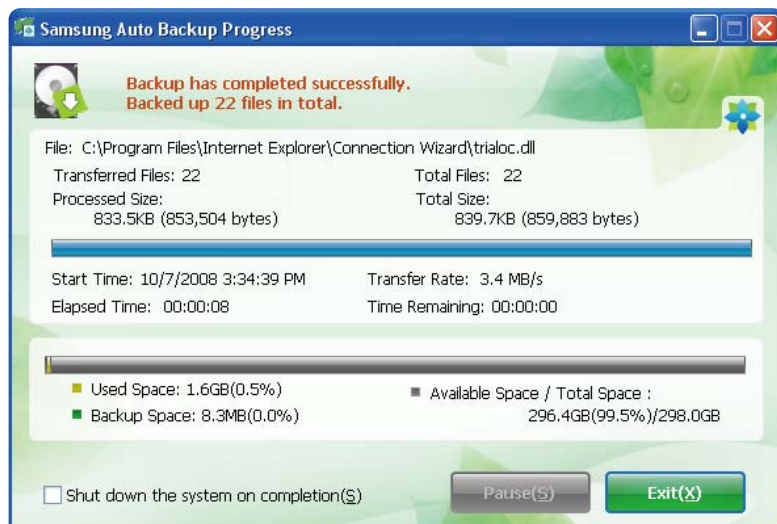 Samsung Auto Backup Progress
Backup has completed successfully.
Backed up 22 files in total.
File: C:\Program Files\Internet Explorer\Connection Wizard\trialoc.dll
Transferred Files: 22
Total Files: 22
Processed Size:
833.5KB (853,504 bytes)
Total Size:
839.7KB (859,883 bytes)
Start Time: 10/7/2008 3:34:39 PM
Transfer Rate: 3.4 MB/s
Elapsed Time: 00:00:08
Time Remaining: 00:00:00
Used Space: 1.6GB(0.5%)
Backup Space: 8.3MB(0.0%)
Available Space / Total Space :
296.4GB(99.5%)/298.0GB
Shut down the system on completion(S)
Pause(S)
Exit(X)